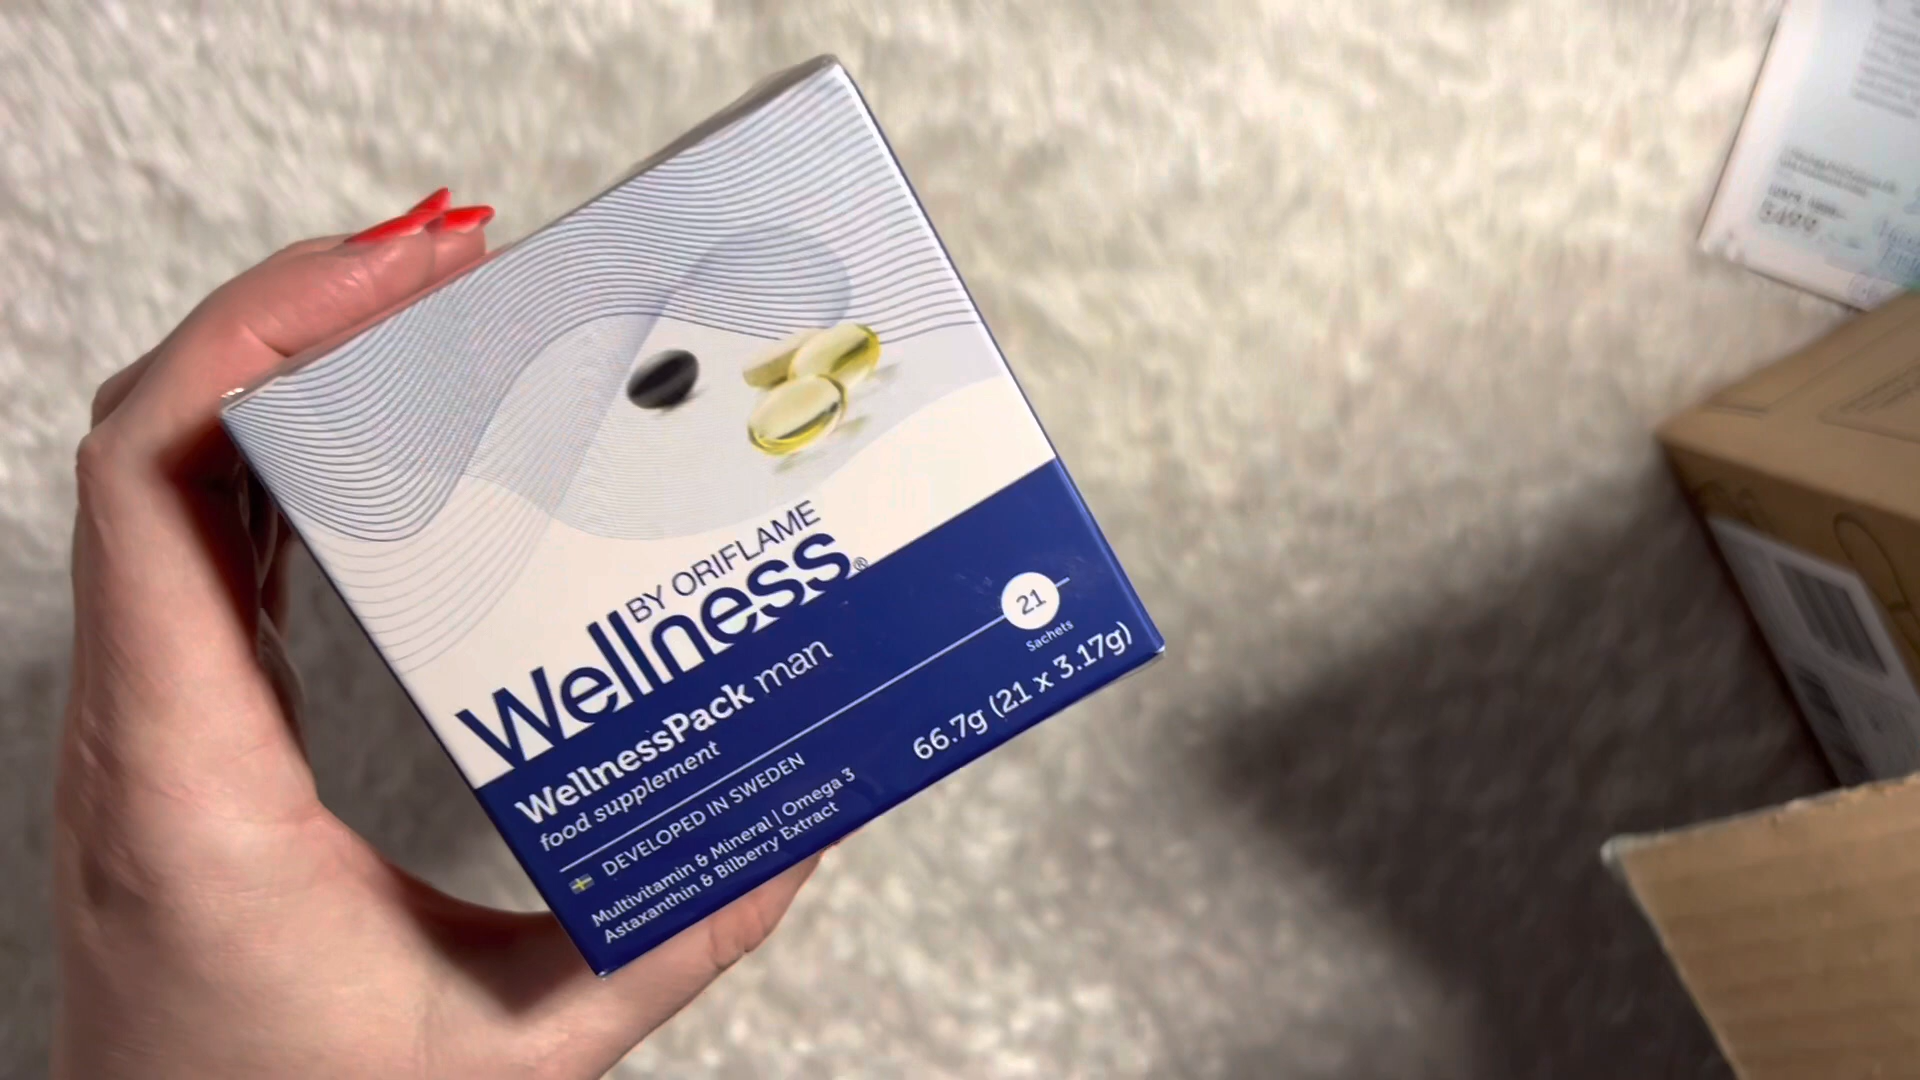 BY ORIFLAME
Wellness®
WellnessPack man
food supplement
21
Sachets
DEVELOPED IN SWEDEN
66.7g (21 x 3.17g)
Multivitamin & Mineral | Omega 3
Astaxanthin & Bilberry Extract